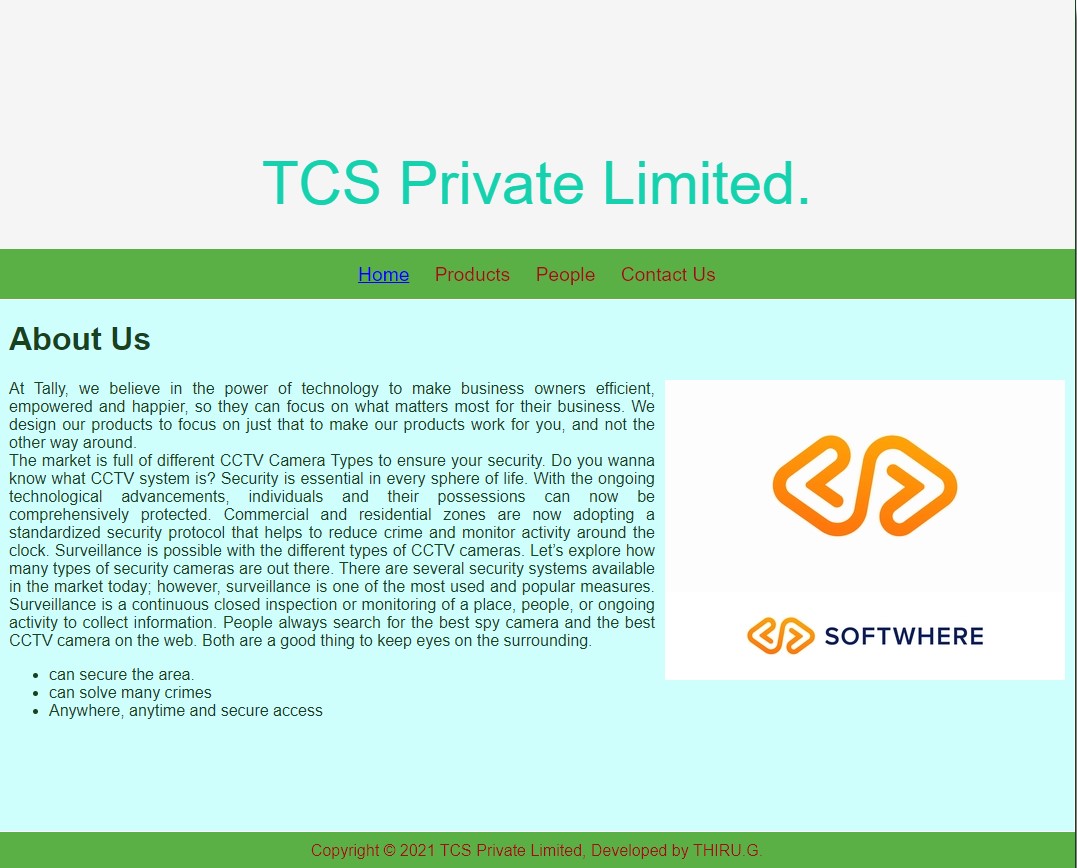 TCS Private Limited.
Home Products People Contact Us
About Us
At Tally, we believe in the power of technology to make business owners efficient,
empowered and happier, so they can focus on what matters most for their business. We
design our products to focus on just that to make our products work for you, and not the
other way around.
The market is full of different CCTV Camera Types to ensure your security. Do you wanna
know what CCTV system is? Security is essential in every sphere of life. With the ongoing
technological advancements, individuals and their possessions can now be
comprehensively protected. Commercial and residential zones are now adopting a
standardized security protocol that helps to reduce crime and monitor activity around the
clock. Surveillance is possible with the different types of CCTV cameras. Let’s explore how
many types of security cameras are out there. There are several security systems available
in the market today; however, surveillance is one of the most used and popular measures.
Surveillance is a continuous closed inspection or monitoring of a place, people, or ongoing
activity to collect information. People always search for the best spy camera and the best
CCTV camera on the web. Both are a good thing to keep eyes on the surrounding.
• can secure the area.
• can solve many crimes
• Anywhere, anytime and secure access
SOFTWHERE
Copyright © 2021 TCS Private Limited, Developed by THIRU.G.